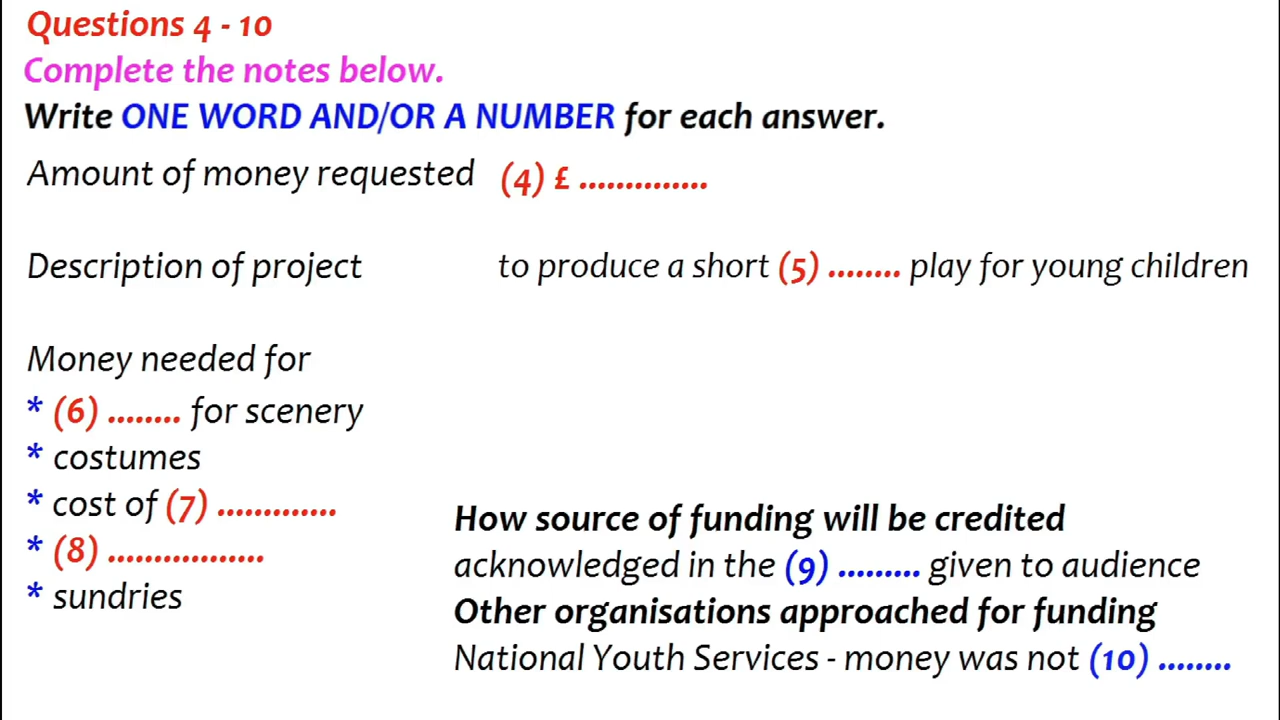 Questions 4 - 10
Complete the notes below.
Write ONE WORD AND/OR A NUMBER for each answer.
Amount of money requested (4) £ ..............
Description of project to produce a short (5) ........ play for young children
Money needed for
* (6) ........ for scenery
* costumes
* cost of (7) .............
* (8) .................
* sundries
How source of funding will be credited
acknowledged in the (9) ......... given to audience
Other organisations approached for funding
National Youth Services - money was not (10) ........